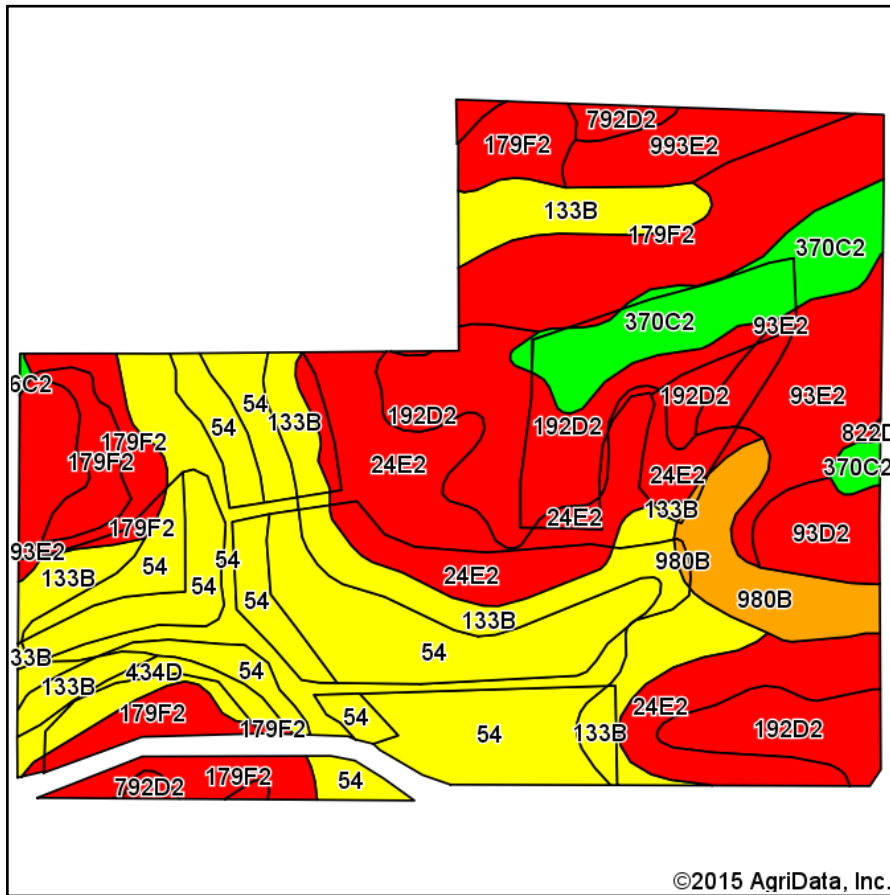 792D2
179F2
993E2
133B
179F2
370C2
370C2
93E2
6C2
54
192D2
93E2
133B
192D2
54
192D2
822D
179F2
179F2
24E2
370C2
24E2
133B
24E2
179F2
93D2
93E2
54
54
980B
133B
54
24E2
54
980B
133B
54
33B
434D
54
133B
24E2
179F2
54
179F2
54
133B
192D2
179F2
54
792D2
©2015 AgriData, Inc.